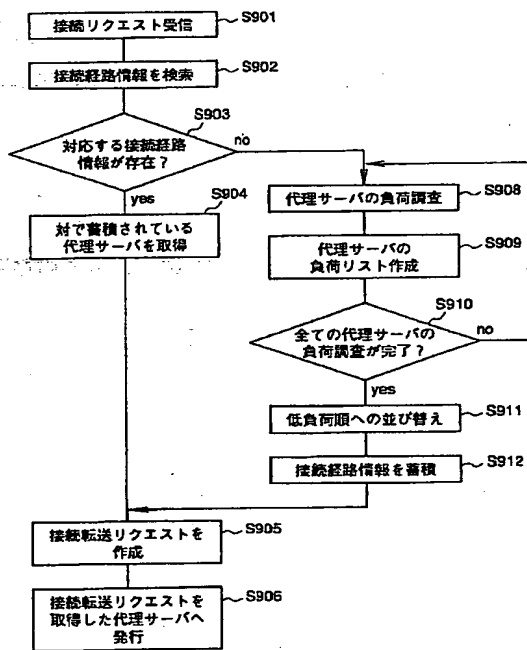 接続リクエスト受信
S901
接続経路情報を検索
S902
S903
対応する接続経路
情報が存在？
no
yes
S904
対で蓄積されている
代理サーバを取得
代理サーバの負荷調査
S908
代理サーバの
負荷リスト作成
S909
S910
全ての代理サーバの
負荷調査が完了？
no
yes
低負荷順への並び替え
S911
接続経路情報を蓄積
S912
接続転送リクエストを
作成
S905
接続転送リクエストを
取得した代理サーバへ
発行
S906